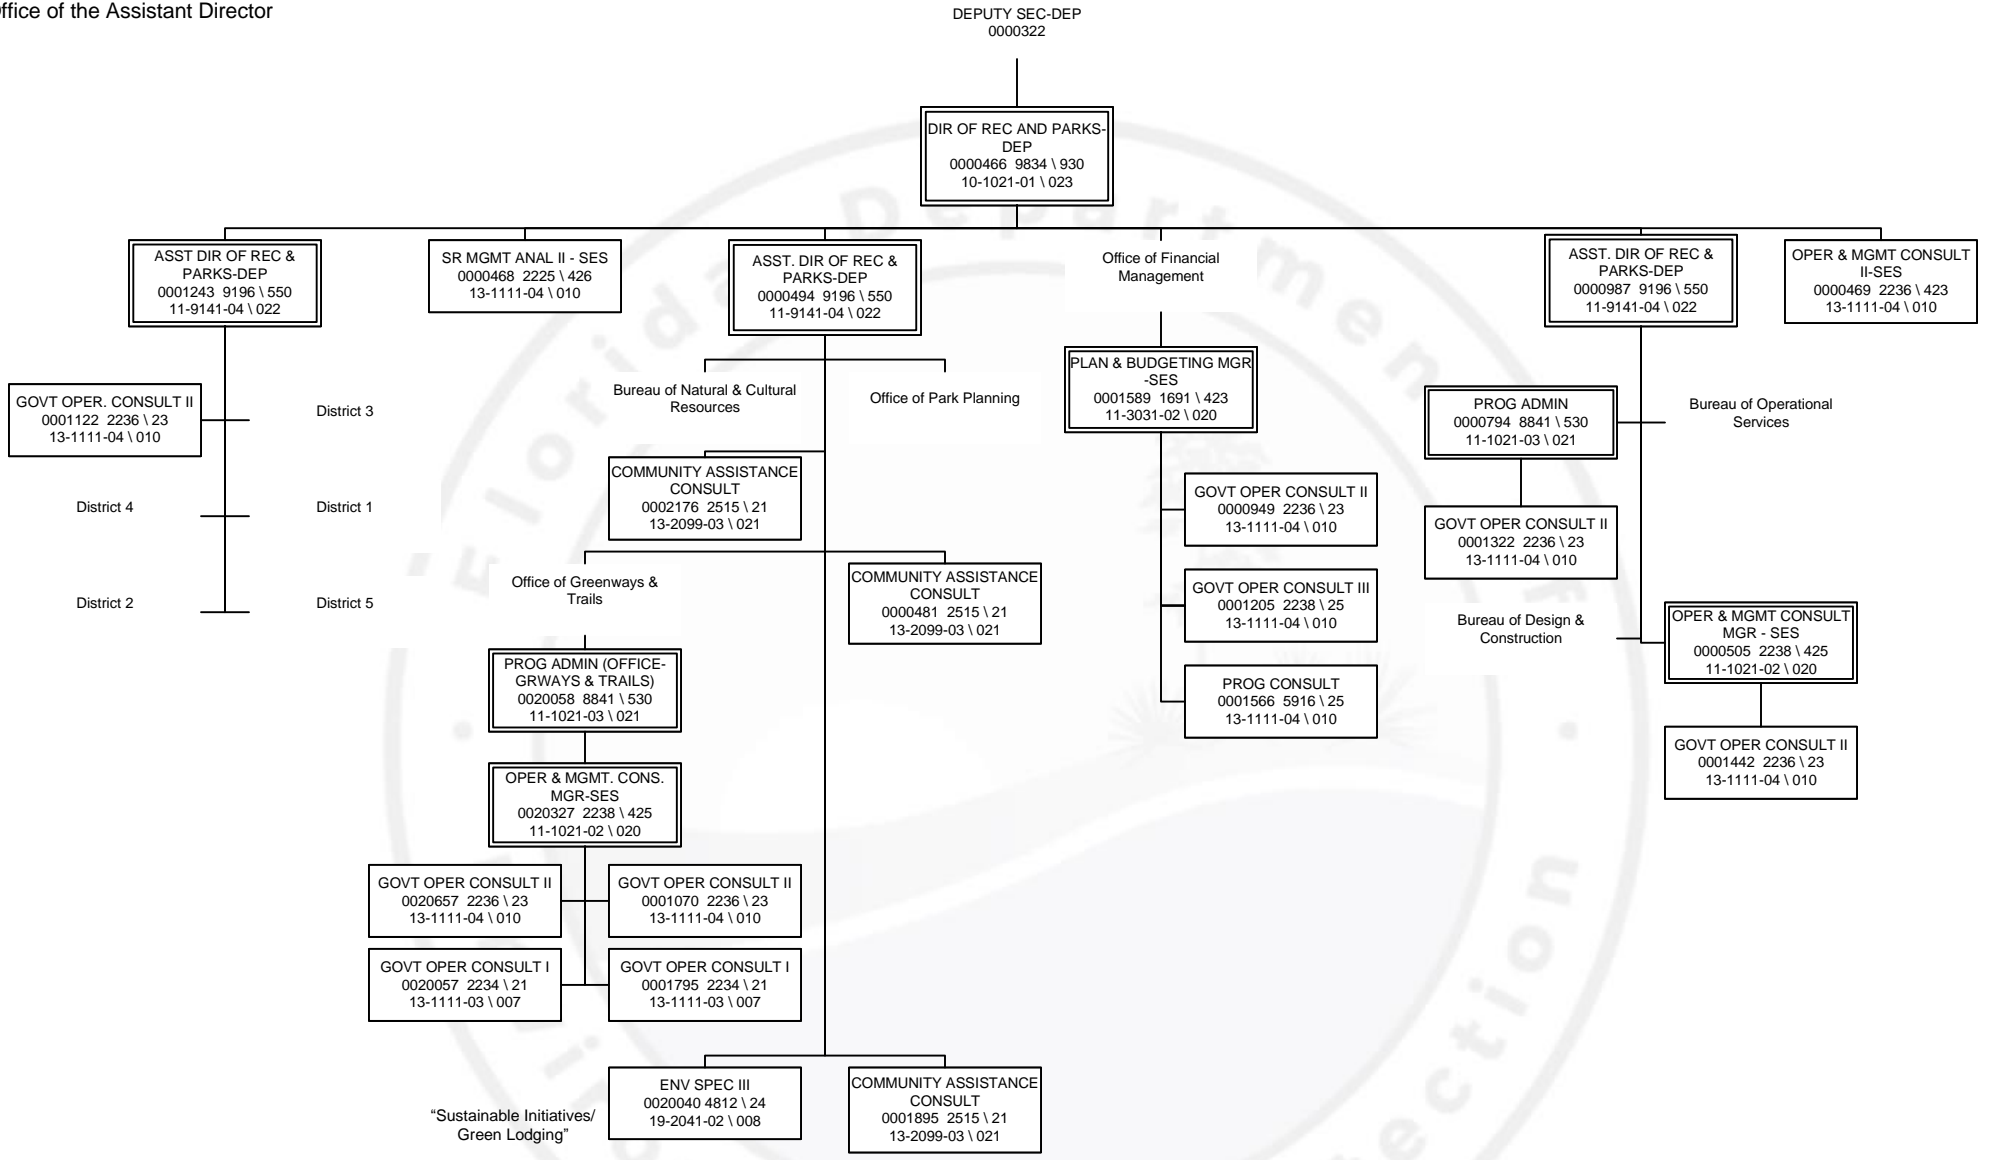 ffice of the Assistant Director
DEPUTY SEC-DEP
0000322
DIR OF REC AND PARKS-
DEP
0000466 9834 \ 930
10-1021-01 \ 023
ASST DIR OF REC &
PARKS-DEP
0001243 9196 \ 550
11-9141-04 \ 022
SR MGMT ANAL II - SES
0000468 2225 \ 426
13-1111-04 \ 010
ASST. DIR OF REC &
PARKS-DEP
0000494 9196 \ 550
11-9141-04 \ 022
Office of Financial
Management
ASST. DIR OF REC &
PARKS-DEP
0000987 9196 \ 550
11-9141-04 \ 022
OPER & MGMT CONSULT
II-SES
0000469 2236 \ 423
13-1111-04 \ 010
GOVT OPER. CONSULT II
0001122 2236 \ 23
13-1111-04 \ 010
District 3
District 4
District 1
District 2
District 5
Bureau of Natural & Cultural
Resources
Office of Park Planning
COMMUNITY ASSISTANCE
CONSULT
0002176 2515 \ 21
13-2099-03 \ 021
Office of Greenways &
Trails
COMMUNITY ASSISTANCE
CONSULT
0000481 2515 \ 21
13-2099-03 \ 021
PROG ADMIN (OFFICE-
GRWAYS & TRAILS)
0020058 8841 \ 530
11-1021-03 \ 021
OPER & MGMT. CONS.
MGR-SES
0020327 2238 \ 425
11-1021-02 \ 020
GOVT OPER CONSULT II
0020657 2236 \ 23
13-1111-04 \ 010
GOVT OPER CONSULT II
0001070 2236 \ 23
13-1111-04 \ 010
GOVT OPER CONSULT I
0020057 2234 \ 21
13-1111-03 \ 007
GOVT OPER CONSULT I
0001795 2234 \ 21
13-1111-03 \ 007
“Sustainable Initiatives/
Green Lodging”
ENV SPEC III
0020040 4812 \ 24
19-2041-02 \ 008
COMMUNITY ASSISTANCE
CONSULT
0001895 2515 \ 21
13-2099-03 \ 021
PLAN & BUDGETING MGR
-SES
0001589 1691 \ 423
11-3031-02 \ 020
GOVT OPER CONSULT II
0000949 2236 \ 23
13-1111-04 \ 010
GOVT OPER CONSULT III
0001205 2238 \ 25
13-1111-04 \ 010
PROG CONSULT
0001566 5916 \ 25
13-1111-04 \ 010
PROG ADMIN
0000794 8841 \ 530
11-1021-03 \ 021
Bureau of Operational
Services
GOVT OPER CONSULT II
0001322 2236 \ 23
13-1111-04 \ 010
Bureau of Design &
Construction
OPER & MGMT CONSULT
MGR - SES
0000505 2238 \ 425
11-1021-02 \ 020
GOVT OPER CONSULT II
0001442 2236 \ 23
13-1111-04 \ 010
Florida Department